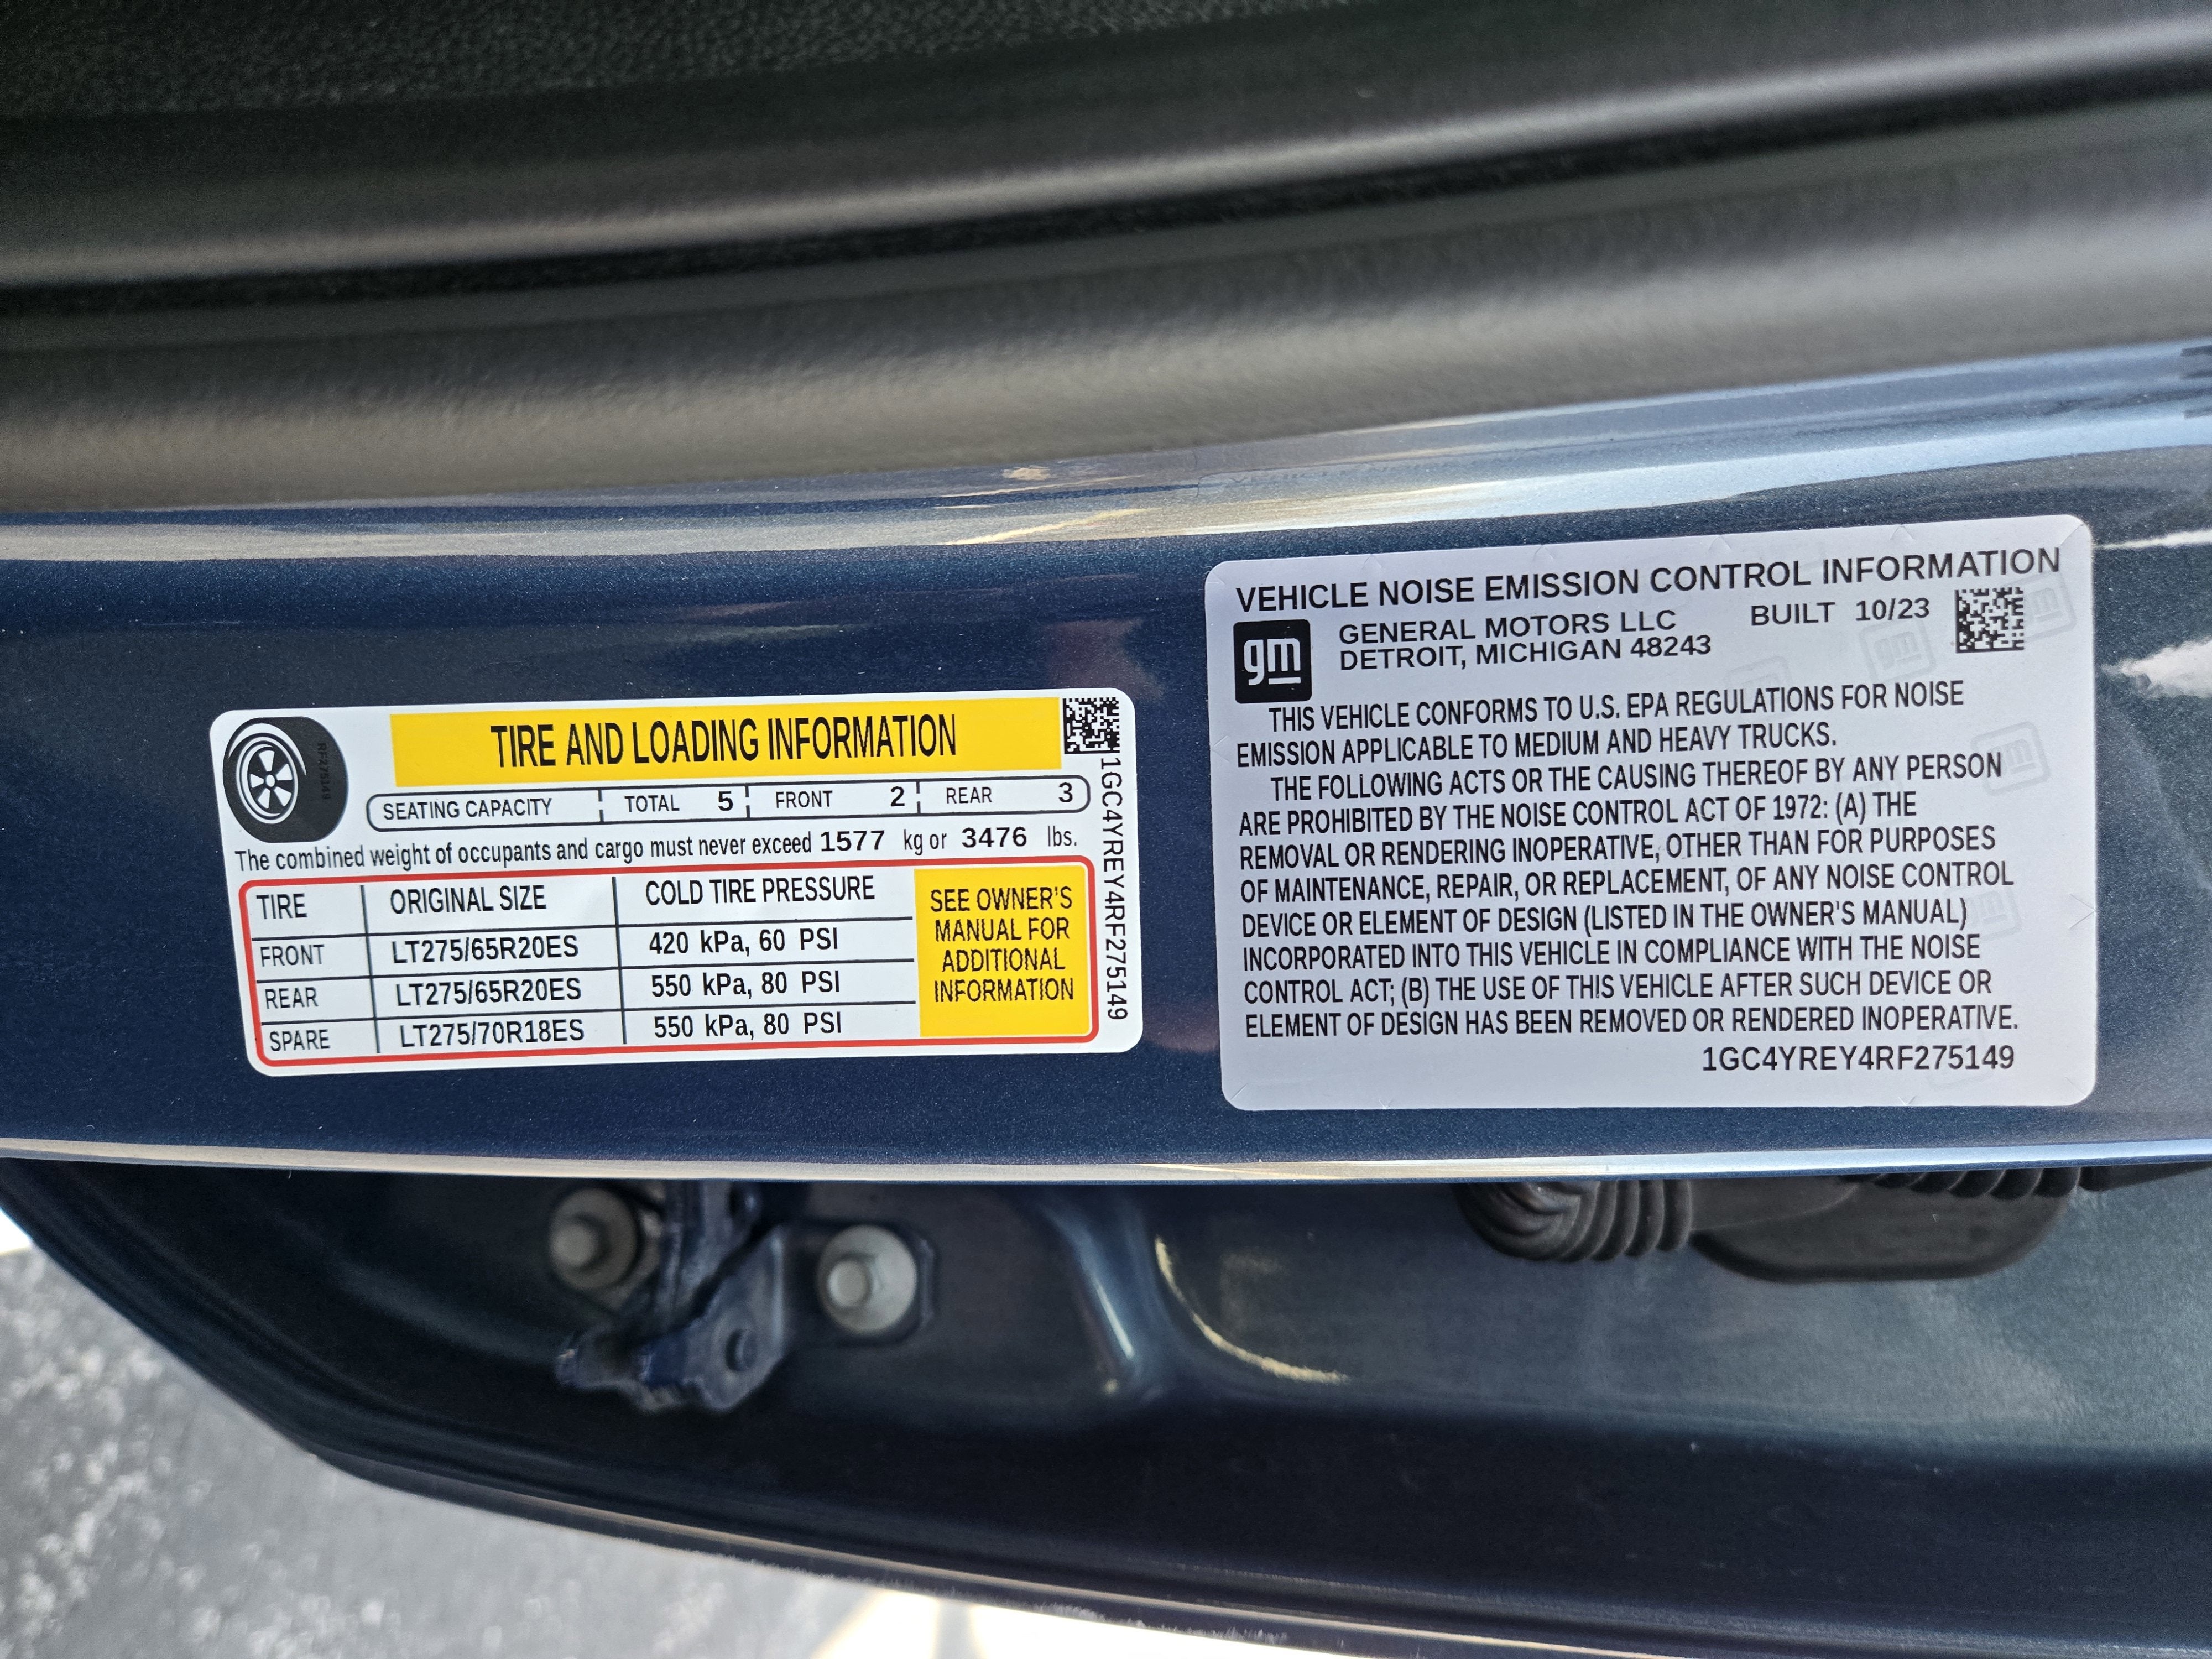 TIRE AND LOADING INFORMATION
SEATING CAPACITY TOTAL 5 FRONT 2 REAR 3
The combined weight of occupants and cargo must never exceed 1577 kg or 3476 lbs.
TIRE ORIGINAL SIZE COLD TIRE PRESSURE
FRONT LT275/65R20ES 420 kPa, 60 PSI
REAR LT275/65R20ES 550 kPa, 80 PSI
SPARE LT275/70R18ES 550 kPa, 80 PSI
SEE OWNER'S
MANUAL FOR
ADDITIONAL
INFORMATION
1GC4YREY4RF275149
RF275149
VEHICLE NOISE EMISSION CONTROL INFORMATION
gm
GENERAL MOTORS LLC BUILT 10/23
DETROIT, MICHIGAN 48243
THIS VEHICLE CONFORMS TO U.S. EPA REGULATIONS FOR NOISE
EMISSION APPLICABLE TO MEDIUM AND HEAVY TRUCKS.
THE FOLLOWING ACTS OR THE CAUSING THEREOF BY ANY PERSON
ARE PROHIBITED BY THE NOISE CONTROL ACT OF 1972: (A) THE
REMOVAL OR RENDERING INOPERATIVE, OTHER THAN FOR PURPOSES
OF MAINTENANCE, REPAIR, OR REPLACEMENT, OF ANY NOISE CONTROL
DEVICE OR ELEMENT OF DESIGN (LISTED IN THE OWNER'S MANUAL)
INCORPORATED INTO THIS VEHICLE IN COMPLIANCE WITH THE NOISE
CONTROL ACT; (B) THE USE OF THIS VEHICLE AFTER SUCH DEVICE OR
ELEMENT OF DESIGN HAS BEEN REMOVED OR RENDERED INOPERATIVE.
1GC4YREY4RF275149